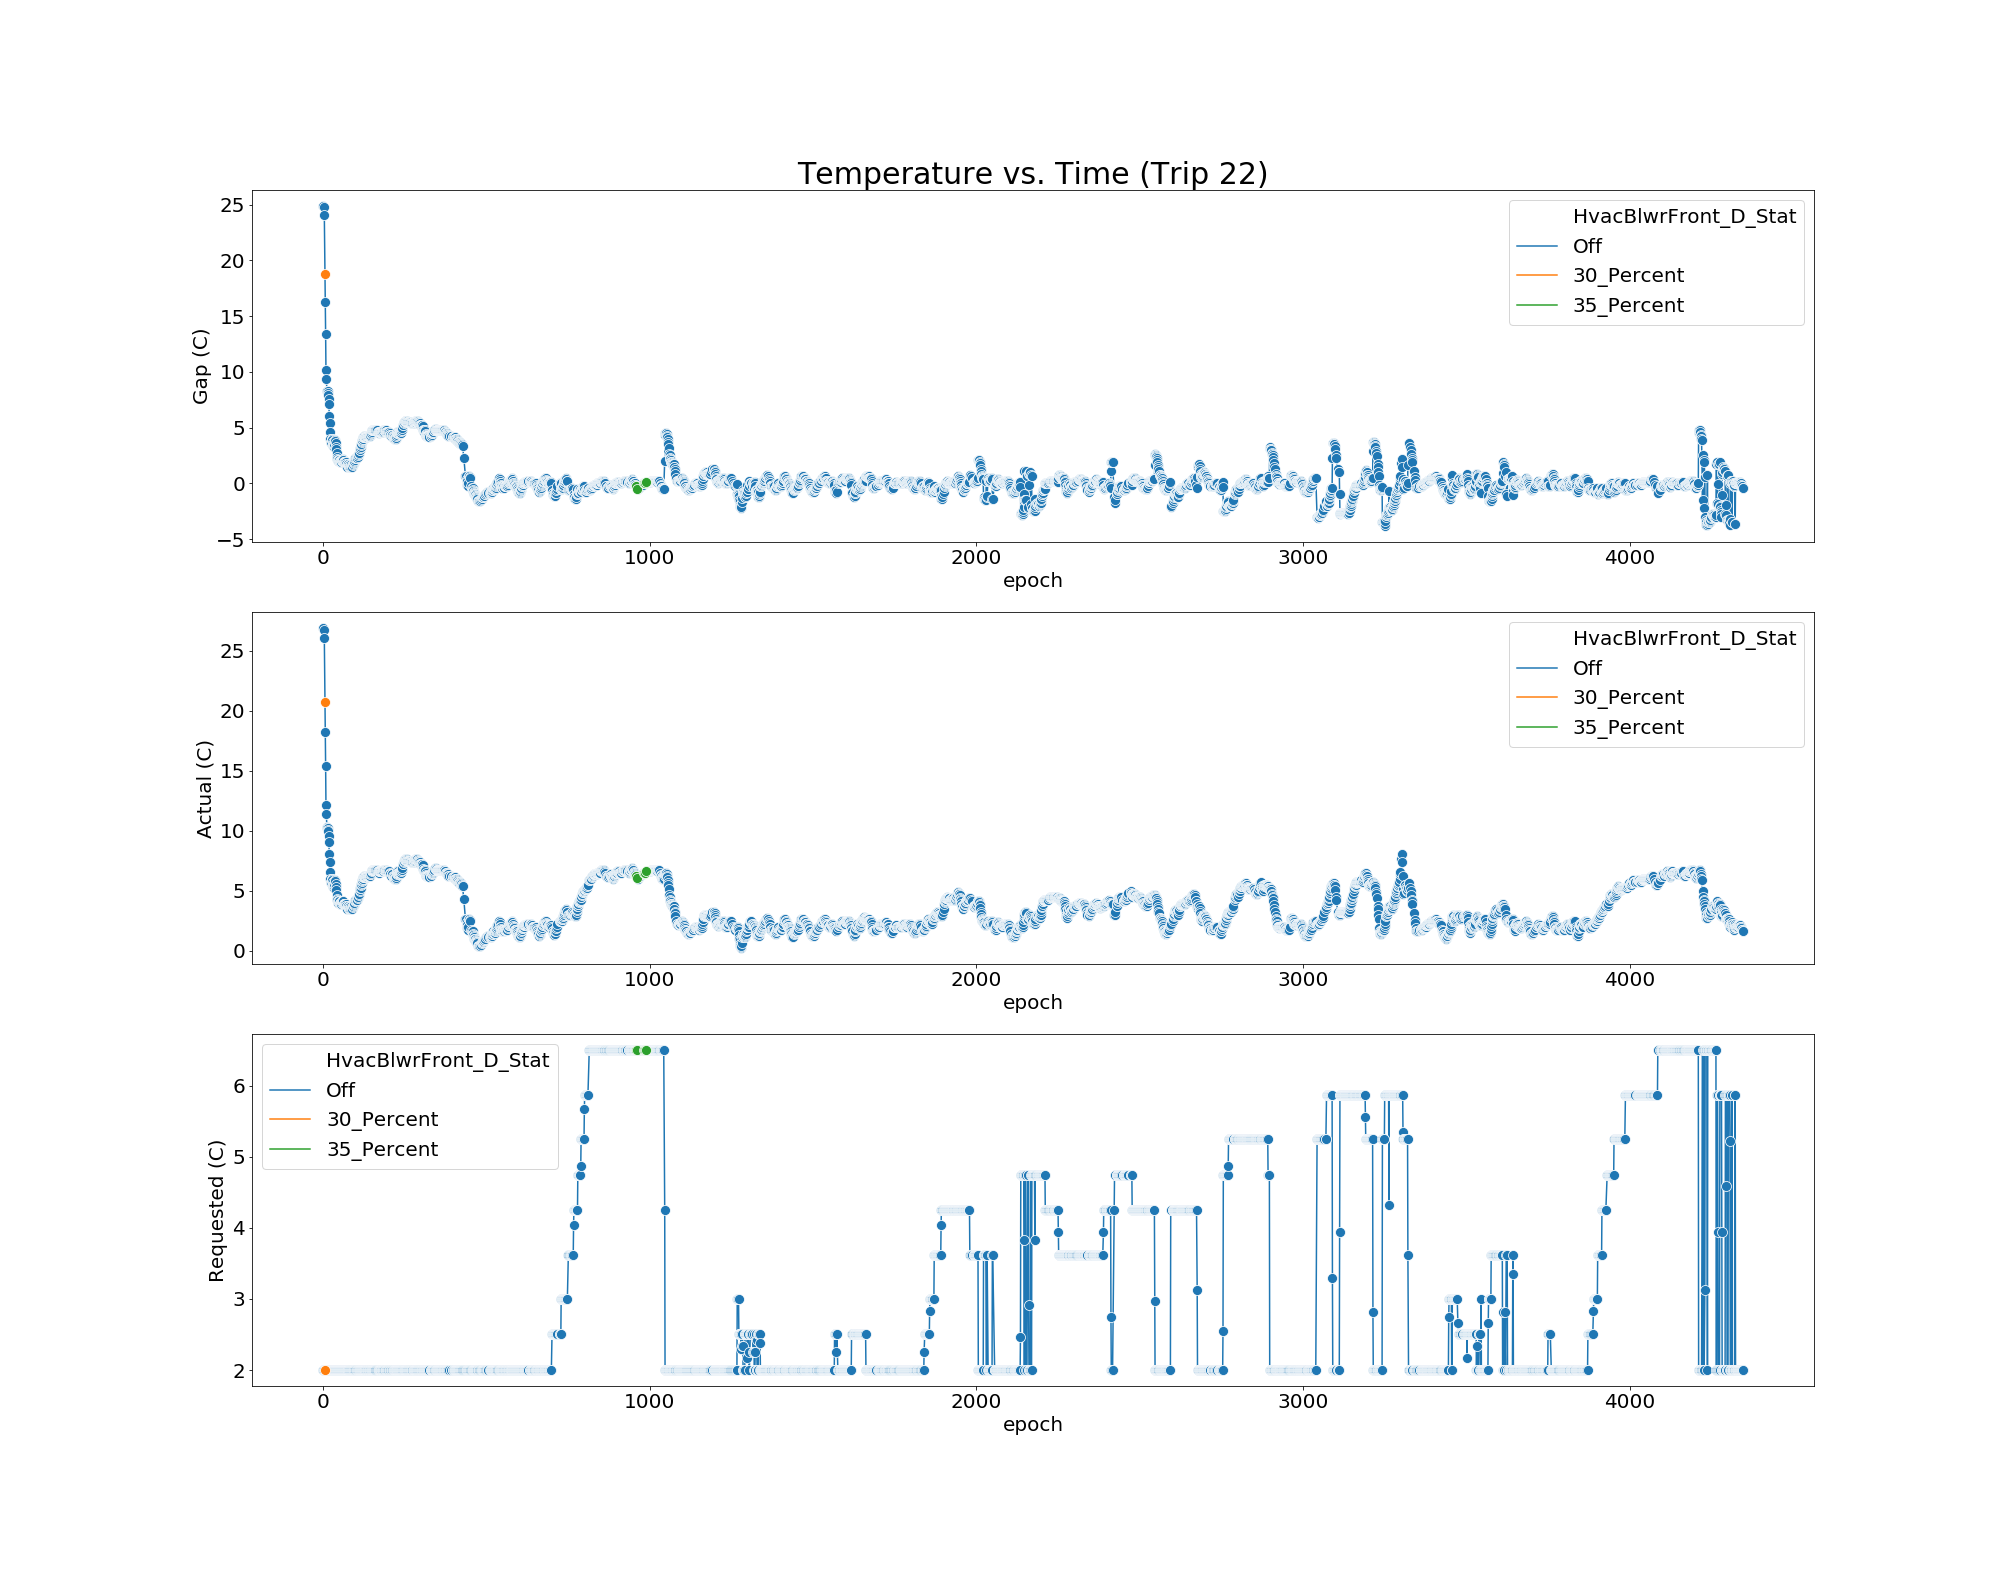 Temperature vs. Time (Trip 22)
25
20
15
10
5
0
−5
Gap (C)
HvacBlwrFront_D_Stat
Off
30_Percent
35_Percent
0 1000 2000 3000 4000
epoch
25
20
15
10
5
0
Actual (C)
HvacBlwrFront_D_Stat
Off
30_Percent
35_Percent
0 1000 2000 3000 4000
epoch
6
5
4
3
2
Requested (C)
HvacBlwrFront_D_Stat
Off
30_Percent
35_Percent
0 1000 2000 3000 4000
epoch